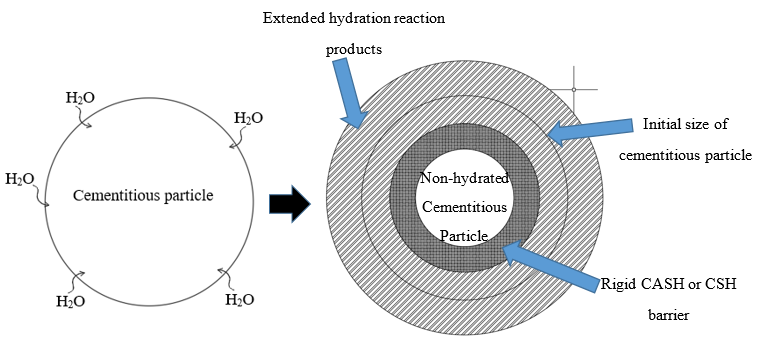 Extended hydration reaction
products
H₂O
H₂O
H₂O
Cementitious particle
H₂O
H₂O
Initial size of
cementitious particle
Non-hydrated
Cementitious
Particle
Rigid CASH or CSH
barrier